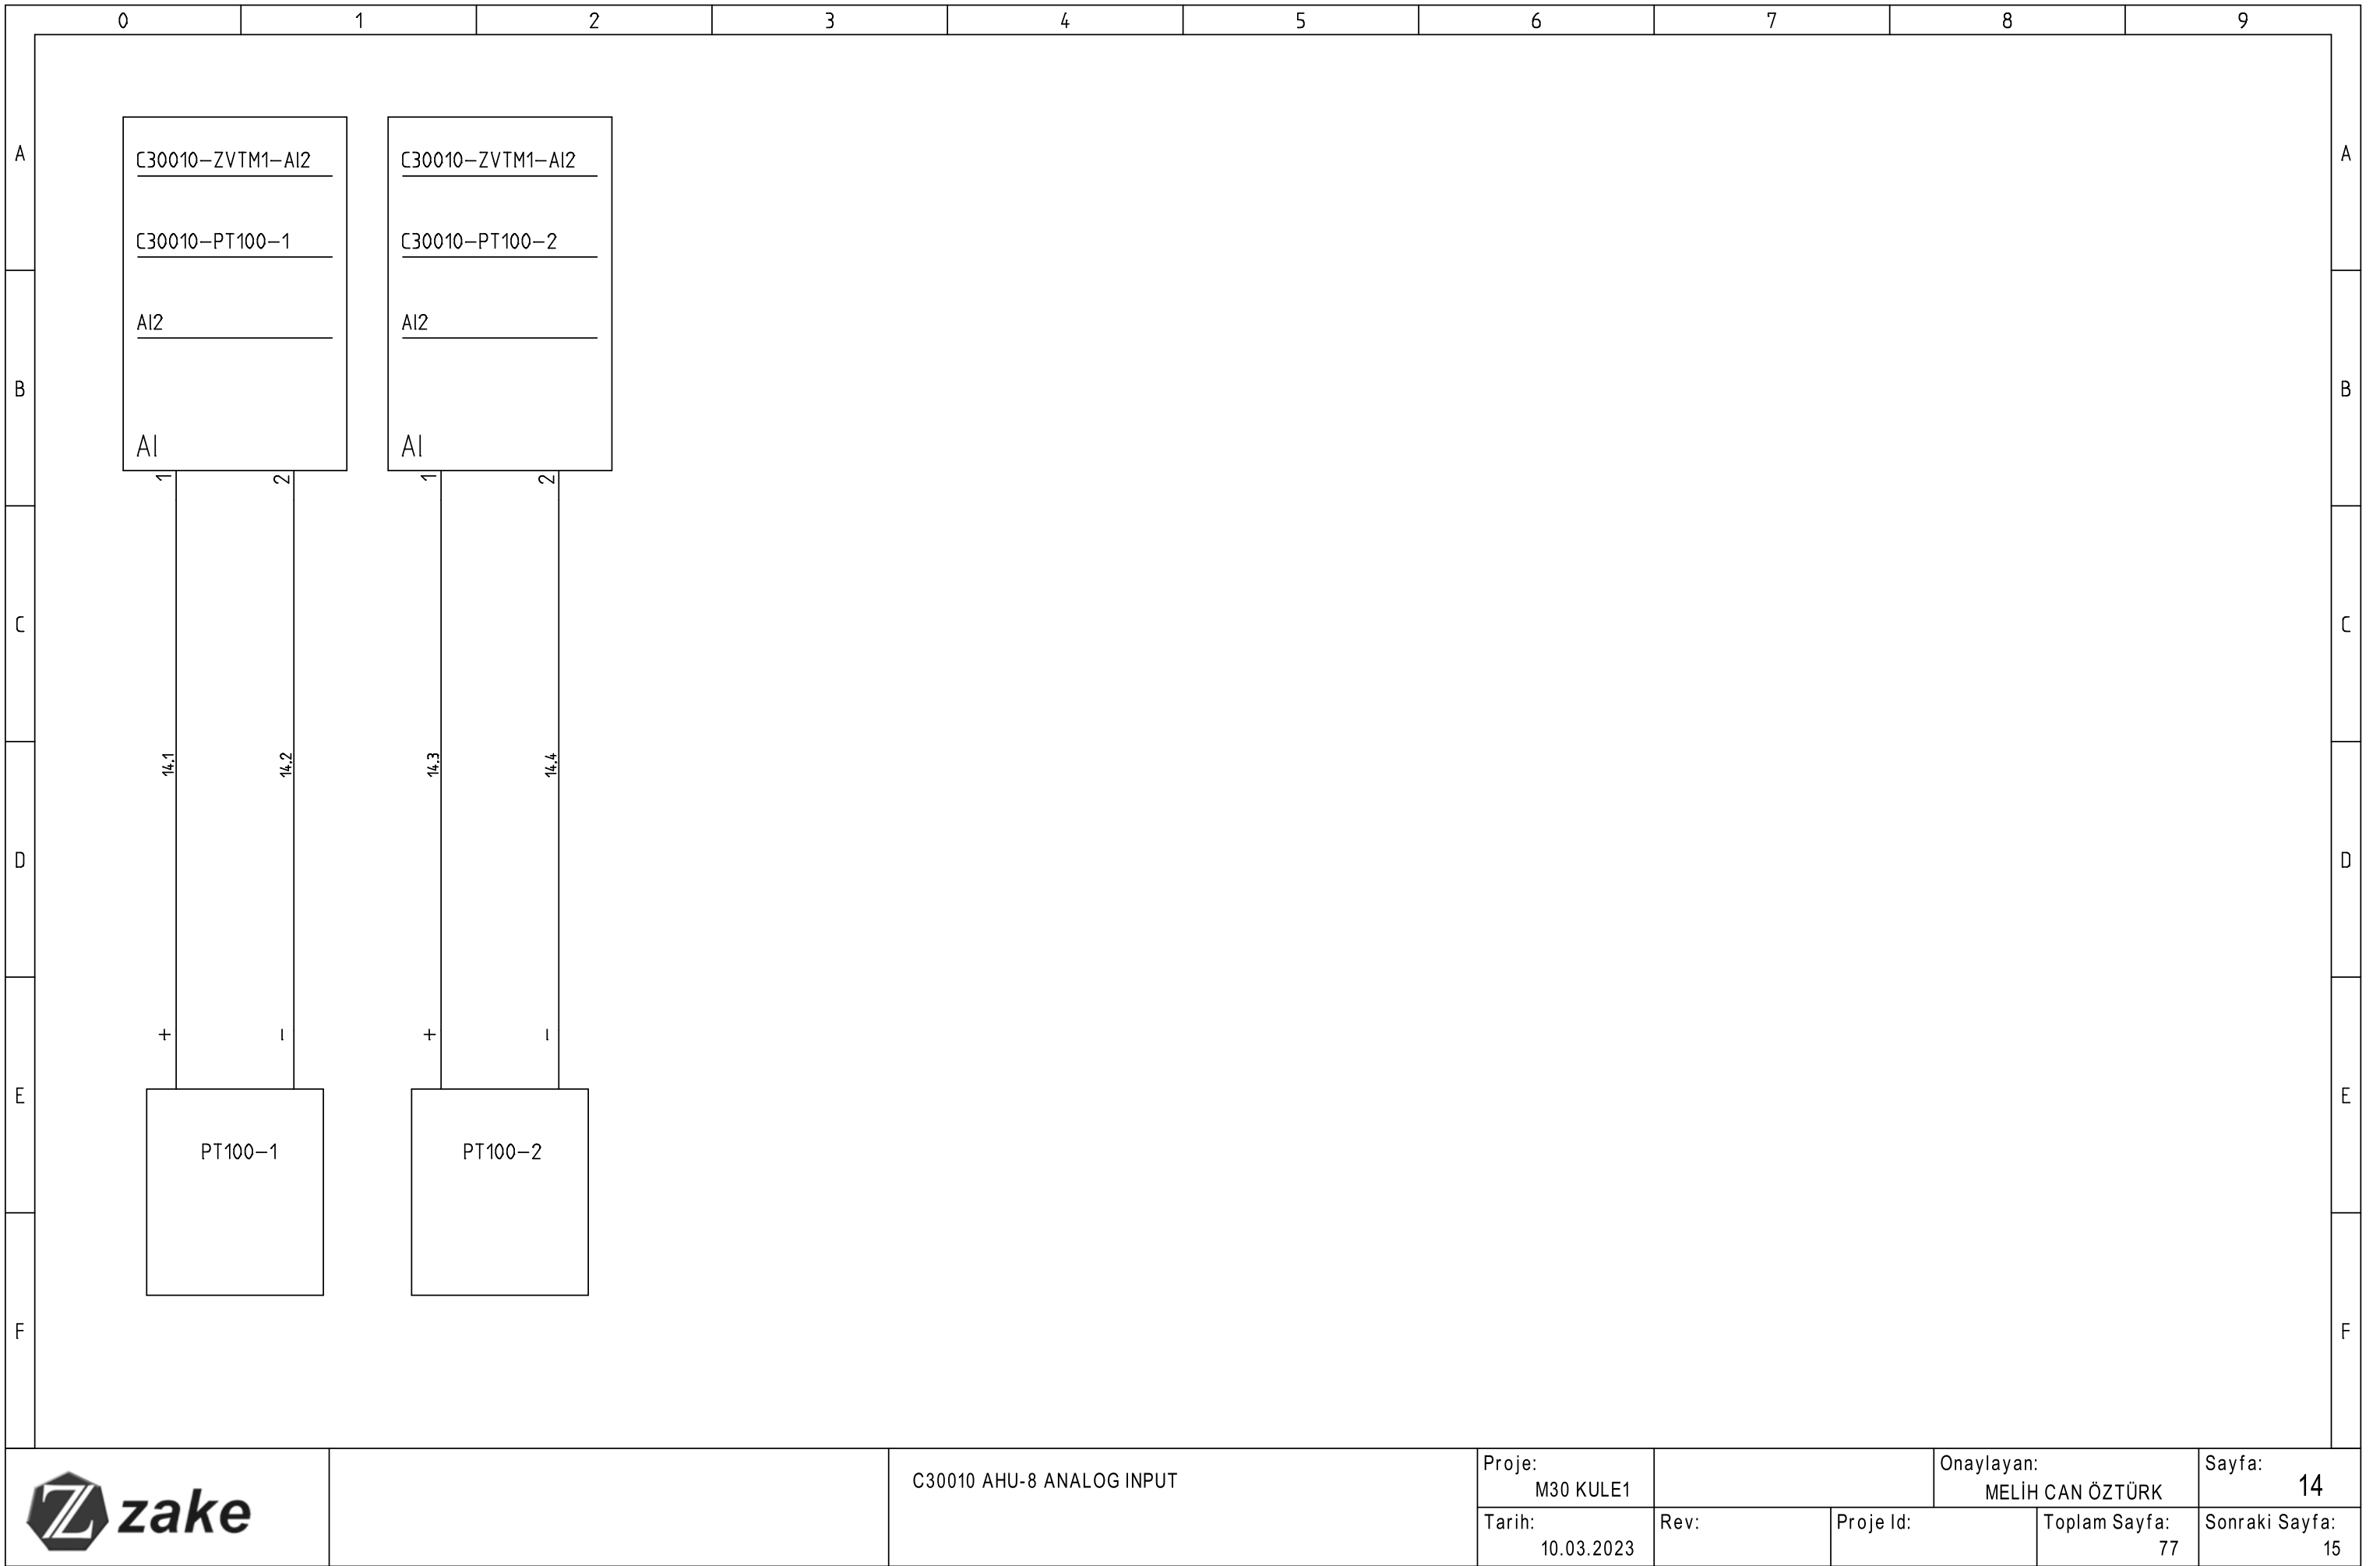 0 1 2 3 4 5 6 7 8 9
A A
C30010-ZVTM1-AI2 C30010-ZVTM1-AI2
C30010-PT100-1 C30010-PT100-2
AI2 AI2
B B
AI AI
1 2 1 2
C C
14.1 14.2 14.3 14.4
D D
+ - + -
E E
PT100-1 PT100-2
F F
zake
C30010 AHU-8 ANALOG INPUT
Proje:
M30 KULE1
Onaylayan:
MELİH CAN ÖZTÜRK
Sayfa:
14
Tarih:
10.03.2023
Rev:
Proje Id:
Toplam Sayfa:
77
Sonraki Sayfa:
15